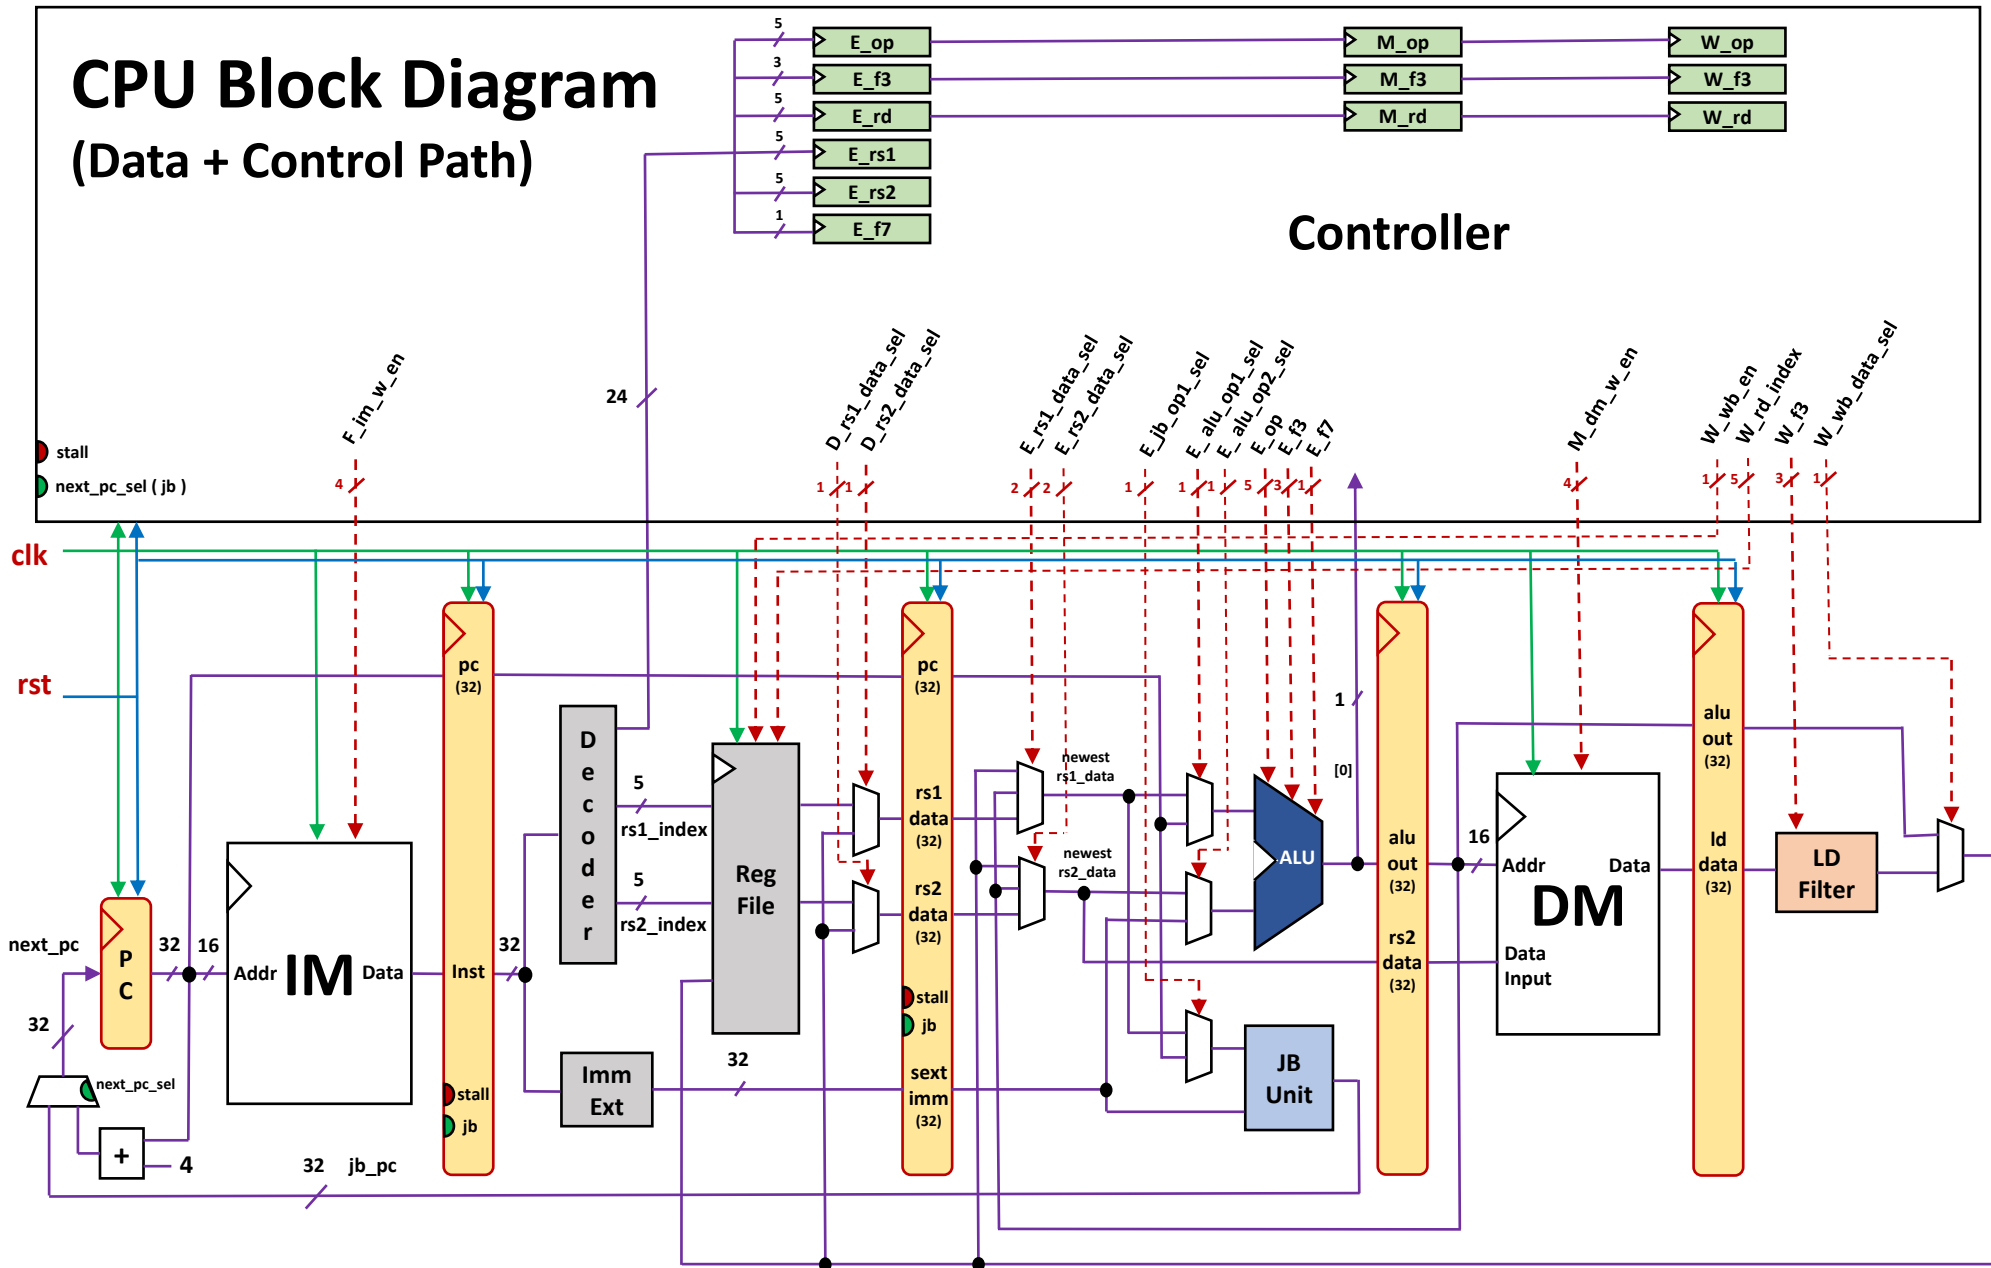 CPU Block Diagram
(Data + Control Path)
5
E_op
M_op
W_op
3
E_f3
M_f3
W_f3
5
E_rd
M_rd
W_rd
5
E_rs1
5
E_rs2
1
E_f7
Controller
24
stall
next_pc_sel ( jb )
F_im_w_en
4
D_rs1_data_sel
1
D_rs2_data_sel
1
E_rs1_data_sel
2
E_rs2_data_sel
2
E_jb_op1_sel
1
E_alu_op1_sel
1
E_alu_op2_sel
1
E_op
5
E_f3
3
E_f7
1
M_dm_w_en
4
W_wb_en
1
W_rd_index
5
W_f3
3
W_wb_data_sel
1
clk
rst
next_pc
P
C
32
16
32
next_pc_sel
+
4
32
jb_pc
Addr
IM
Data
pc
(32)
Inst
stall
jb
32
D
e
c
o
d
e
r
5
rs1_index
5
rs2_index
Imm
Ext
32
Reg
File
pc
(32)
rs1
data
(32)
rs2
data
(32)
stall
jb
sext
imm
(32)
newest
rs1_data
newest
rs2_data
ALU
JB
Unit
1
[0]
alu
out
(32)
rs2
data
(32)
16
Addr
Data
DM
Data
Input
alu
out
(32)
ld
data
(32)
LD
Filter